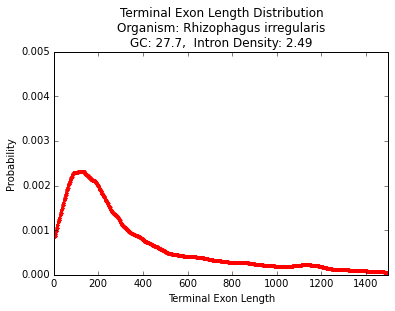 Terminal Exon Length Distribution
Organism: Rhizophagus irregularis
GC: 27.7,  Intron Density: 2.49
0.005
0.004
0.003
0.002
0.001
0.000
Probability
0 200 400 600 800 1000 1200 1400
Terminal Exon Length